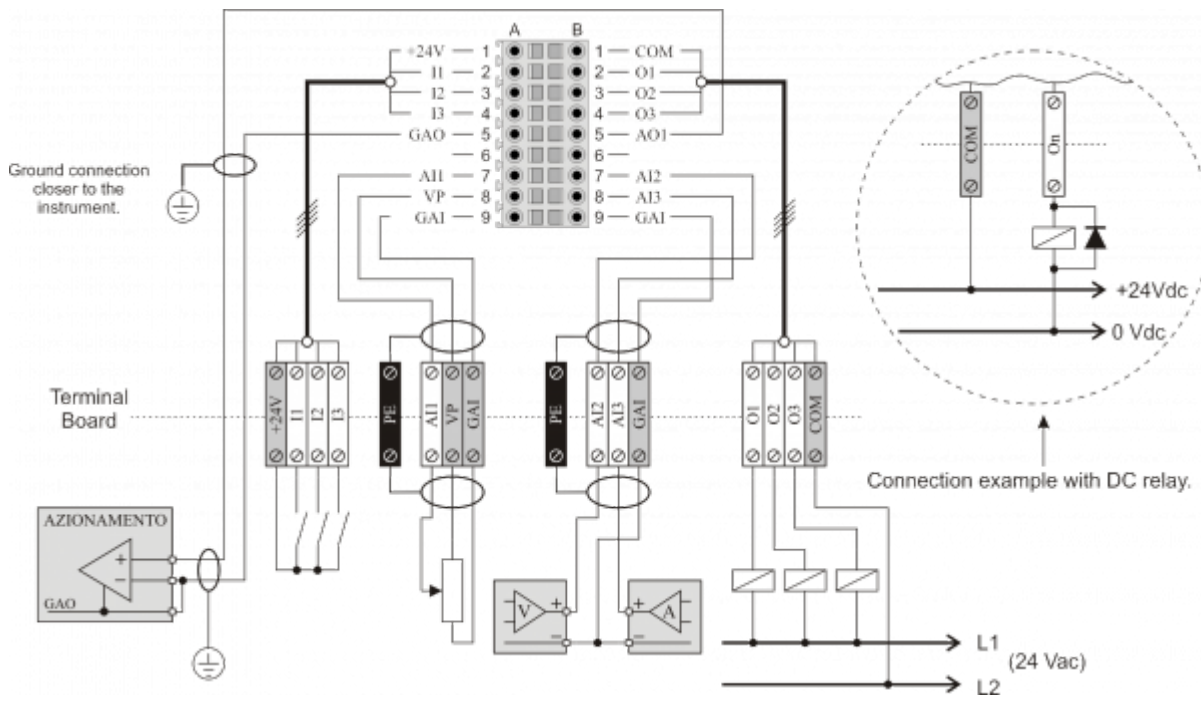 A B
+24V 1 1 COM
I1 2 2 O1
I2 3 3 O2
I3 4 4 O3
GAO 5 5 AO1
6 6
AI1 7 7 AI2
VP 8 8 AI3
GAI 9 9 GAI
Ground connection
closer to the
instrument.
COM On
+24Vdc
0 Vdc
Connection example with DC relay.
Terminal
Board
+24V I1 I2 I3 PE AI1 VP GAI PE AI2 AI3 GAI O1 O2 O3 COM
AZIONAMENTO
+
−
GAO
V + + A
− −
L1
(24 Vac)
L2